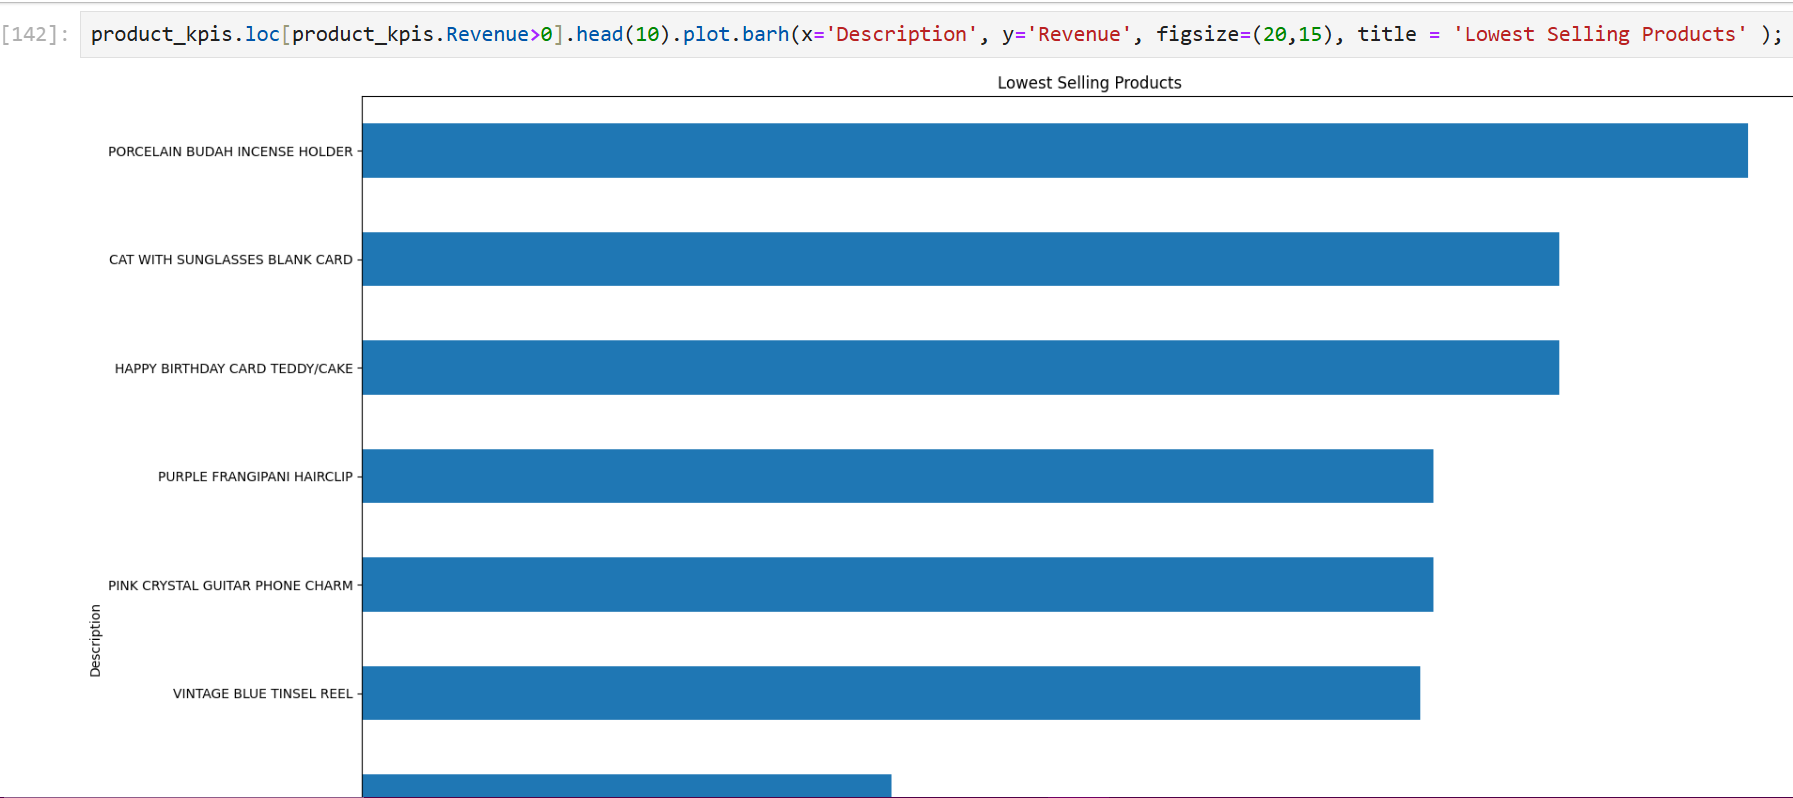 [142]: product_kpis.loc[product_kpis.Revenue>0].head(10).plot.barh(x='Description', y='Revenue', figsize=(20,15), title = 'Lowest Selling Products' );
Lowest Selling Products
PORCELAIN BUDAH INCENSE HOLDER
CAT WITH SUNGLASSES BLANK CARD
HAPPY BIRTHDAY CARD TEDDY/CAKE
PURPLE FRANGIPANI HAIRCLIP
PINK CRYSTAL GUITAR PHONE CHARM
Description
VINTAGE BLUE TINSEL REEL